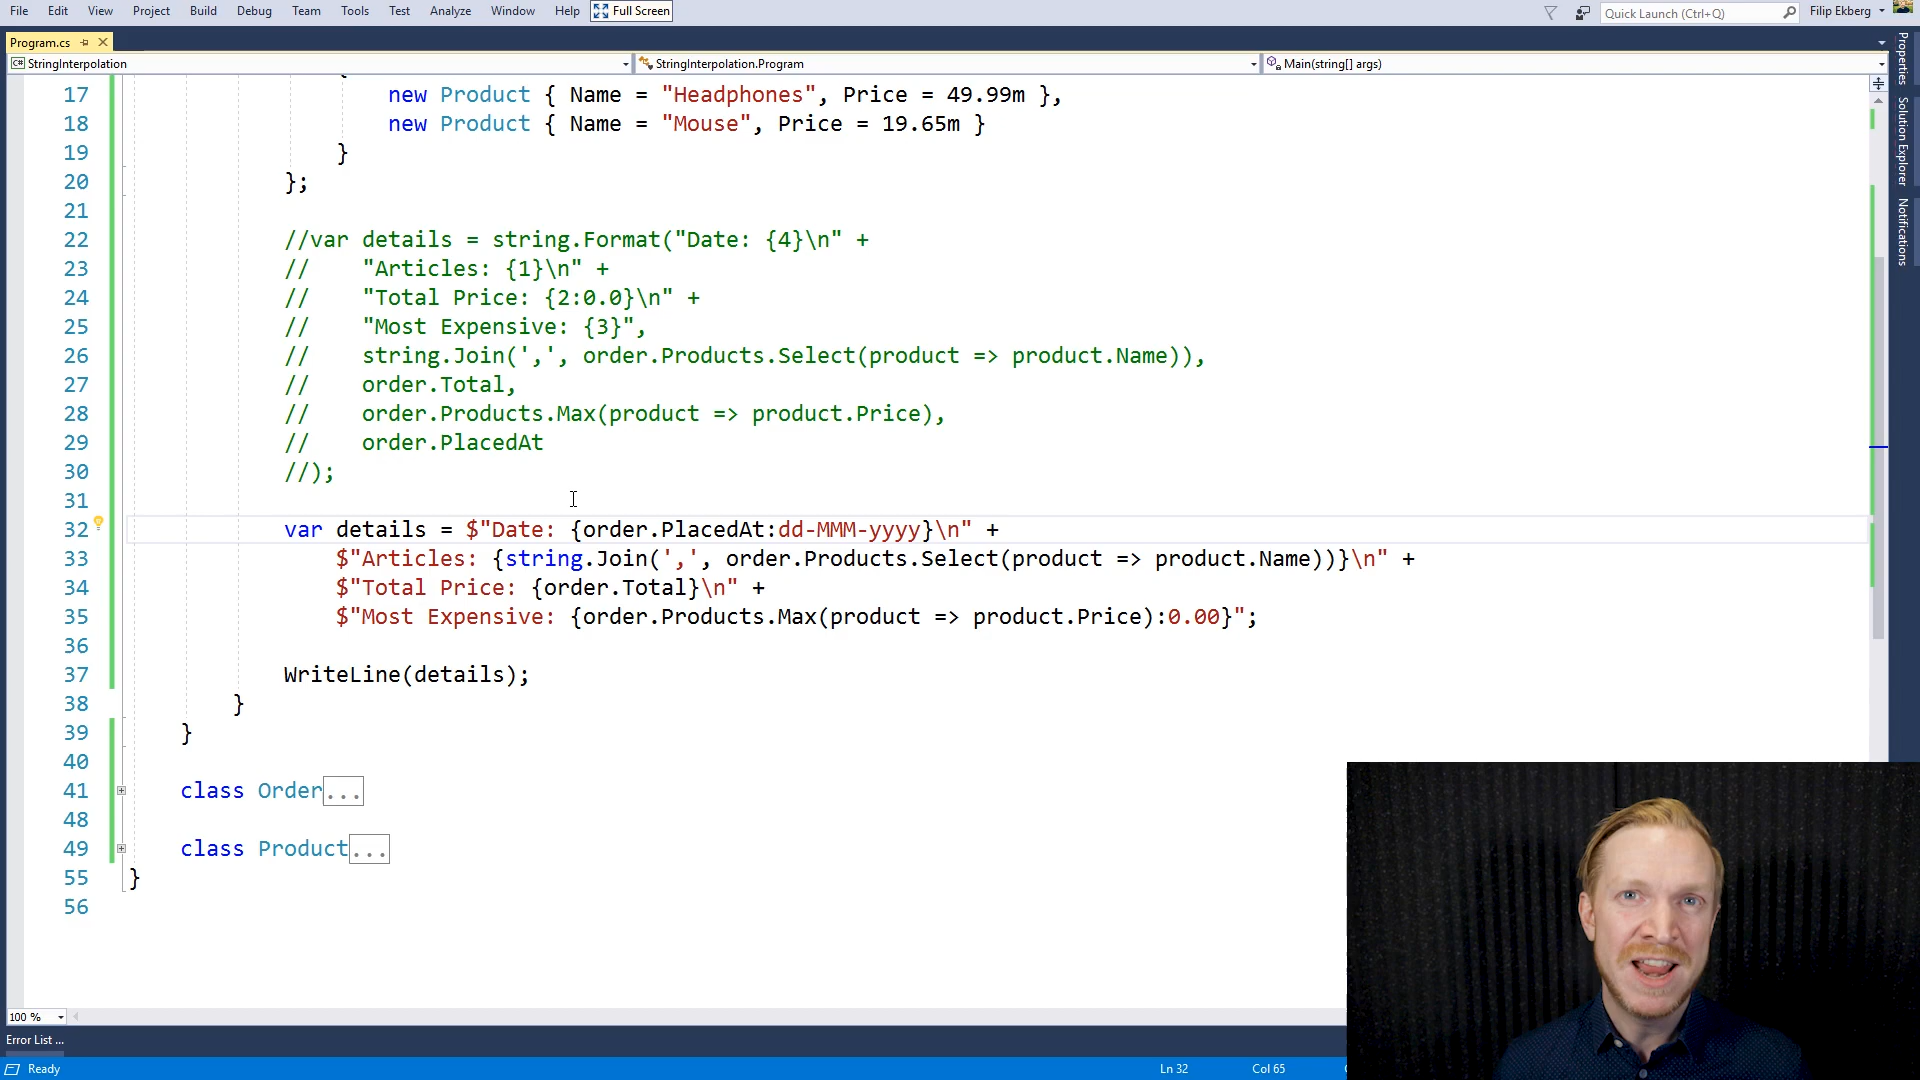 File Edit View Project Build Debug Team Tools Test Analyze Window Help Full Screen Quick Launch (Ctrl+Q) Filip Ekberg
Program.cs
StringInterpolation StringInterpolation.Program Main(string[] args)
17 new Product { Name = "Headphones", Price = 49.99m },
18 new Product { Name = "Mouse", Price = 19.65m }
19 }
20 };
21
22 //var details = string.Format("Date: {4}\n" +
23 // "Articles: {1}\n" +
24 // "Total Price: {2:0.0}\n" +
25 // "Most Expensive: {3}",
26 // string.Join(',', order.Products.Select(product => product.Name)),
27 // order.Total,
28 // order.Products.Max(product => product.Price),
29 // order.PlacedAt
30 //);
31
32 var details = $"Date: {order.PlacedAt:dd-MMM-yyyy}\n" +
33 $"Articles: {string.Join(',', order.Products.Select(product => product.Name))}\n" +
34 $"Total Price: {order.Total}\n" +
35 $"Most Expensive: {order.Products.Max(product => product.Price):0.00}";
36
37 WriteLine(details);
38 }
39 }
40
41 class Order...
48
49 class Product...
55 }
56
100 %
Error List ...
Ready Ln 32 Col 65
Properties
Solution Explorer
Notifications